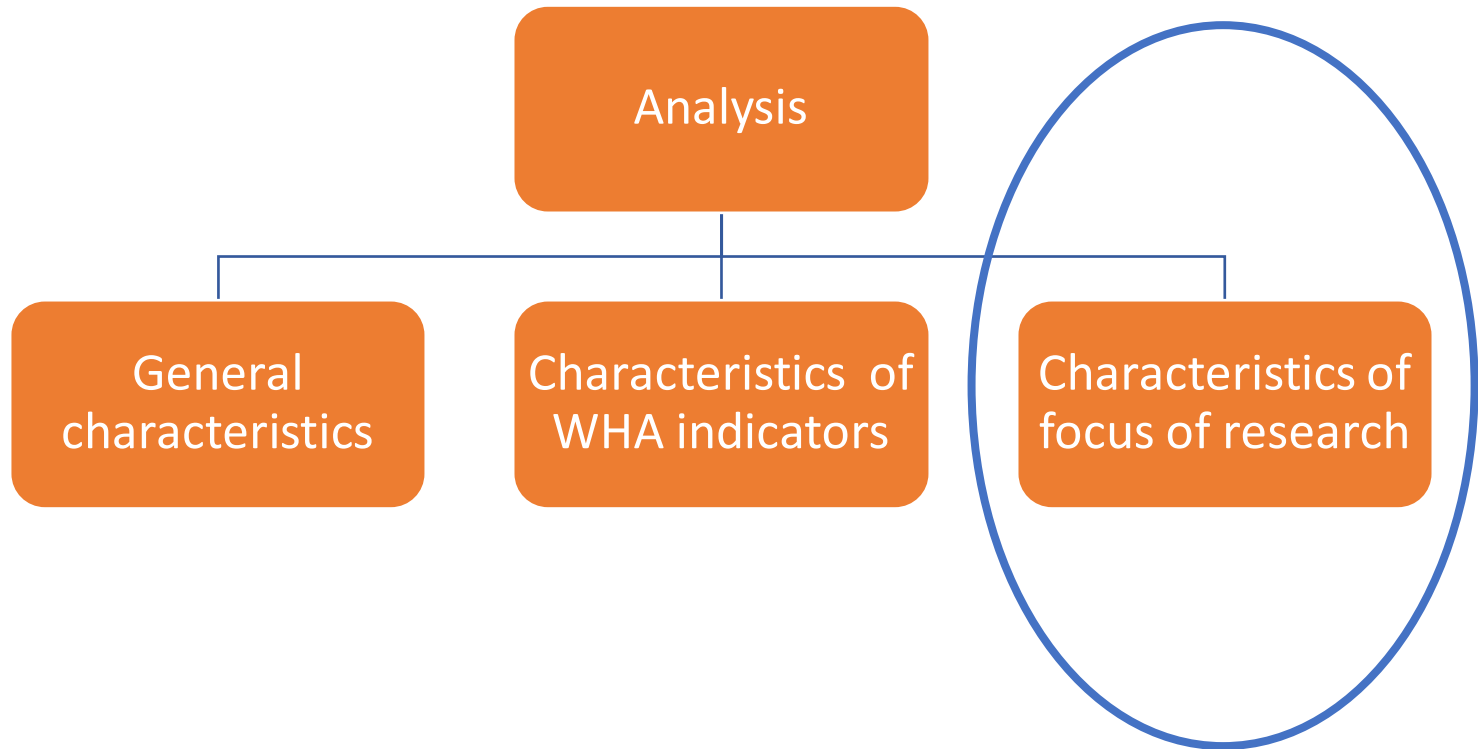 Analysis
General
characteristics
Characteristics of
WHA indicators
Characteristics of
focus of research